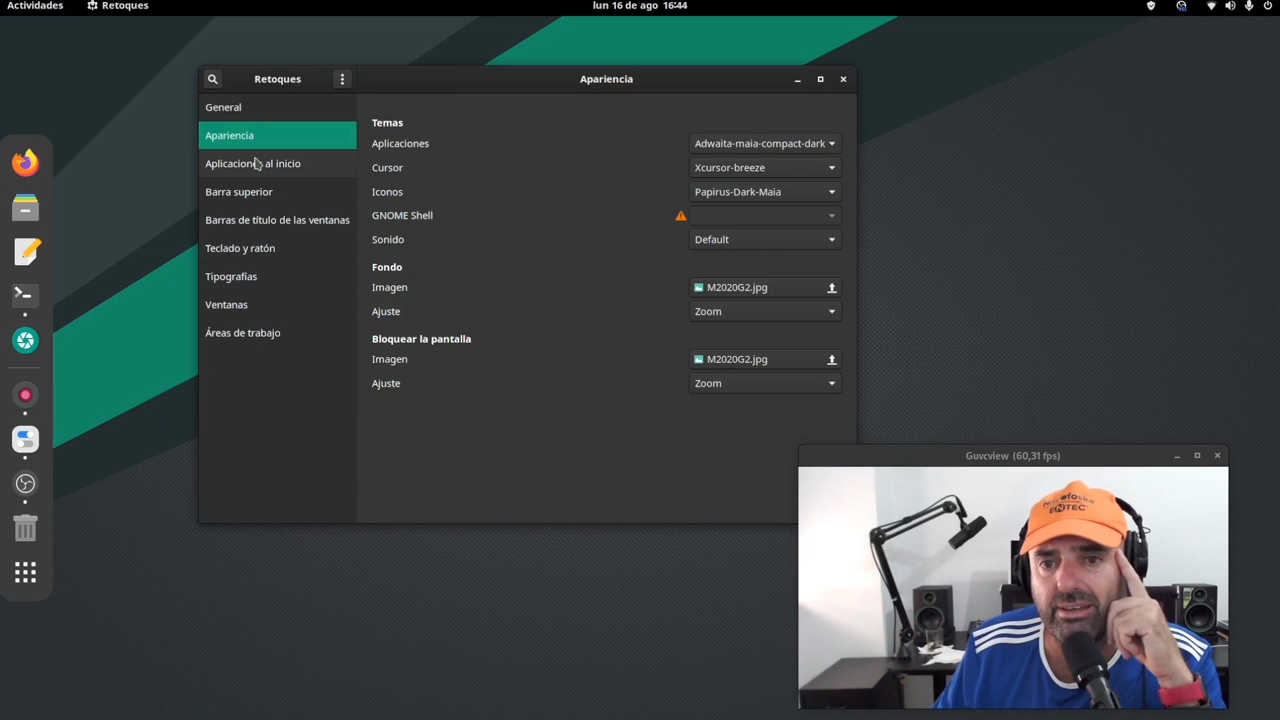 Actividades
Retoques
lun 16 de ago 16:44
Retoques
Apariencia
General
Apariencia
Aplicaciones al inicio
Barra superior
Barras de título de las ventanas
Teclado y ratón
Tipografías
Ventanas
Áreas de trabajo
Temas
Aplicaciones Adwaita-maia-compact-dark
Cursor Xcursor-breeze
Iconos Papirus-Dark-Maia
GNOME Shell
Sonido Default
Fondo
Imagen M2020G2.jpg
Ajuste Zoom
Bloquear la pantalla
Imagen M2020G2.jpg
Ajuste Zoom
Guvcview (60,31 fps)
ENTEC